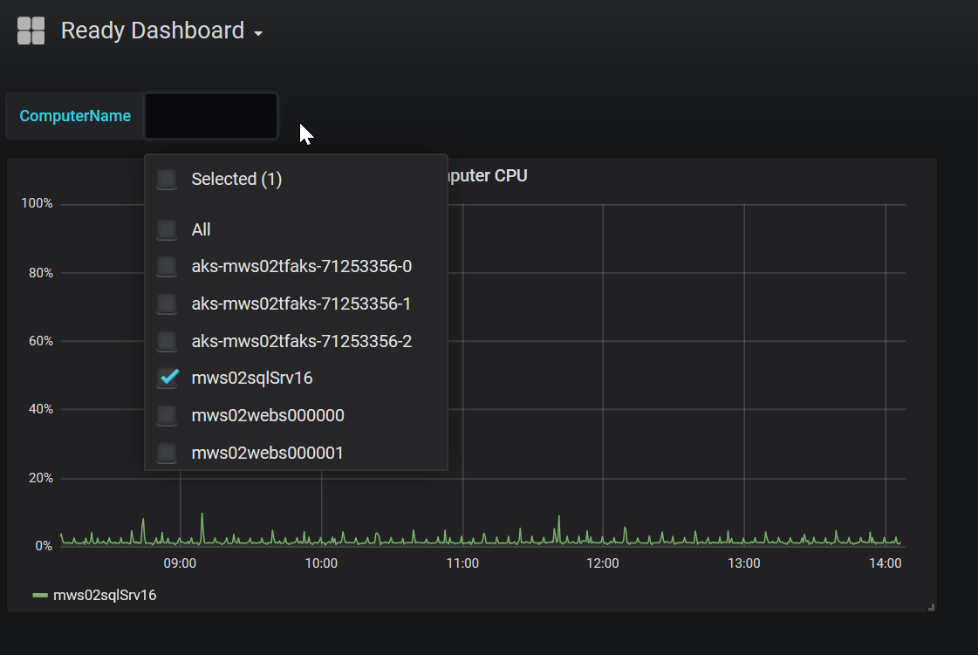 Ready Dashboard
ComputerName
Selected (1)
All
aks-mws02tfaks-71253356-0
aks-mws02tfaks-71253356-1
aks-mws02tfaks-71253356-2
mws02sqlSrv16
mws02webs000000
mws02webs000001
puter CPU
100%
80%
60%
40%
20%
0%
09:00 10:00 11:00 12:00 13:00 14:00
mws02sqlSrv16